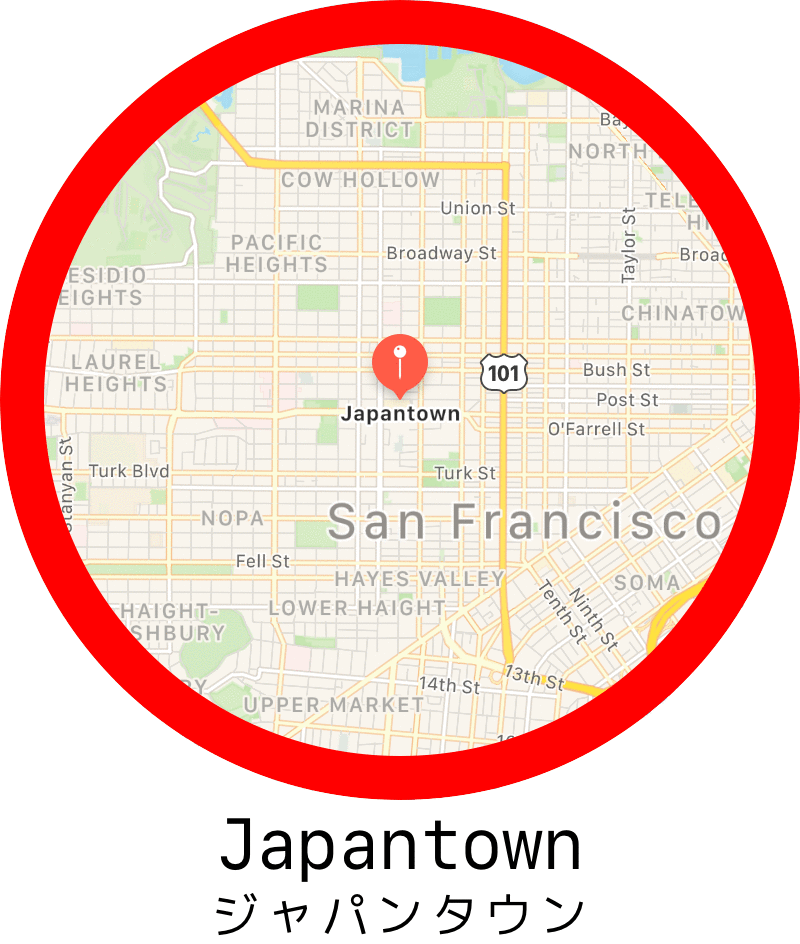 MARINA
DISTRICT
Bay
NORTH
COW HOLLOW
Union St
Taylor St
TELE
HI
PACIFIC
HEIGHTS
Broadway St
Broad
ESIDIO
EIGHTS
CHINATOW
LAUREL
HEIGHTS
101
Bush St
Post St
Japantown
O'Farrell St
Stanyan St
Turk Blvd
Turk St
NOPA
San Francisco
Fell St
HAYES VALLEY
SOMA
LOWER HAIGHT
Ninth St
Tenth St
HAIGHT-
SHBURY
13th St
14th St
UPPER MARKET
Japantown
ジャパンタウン